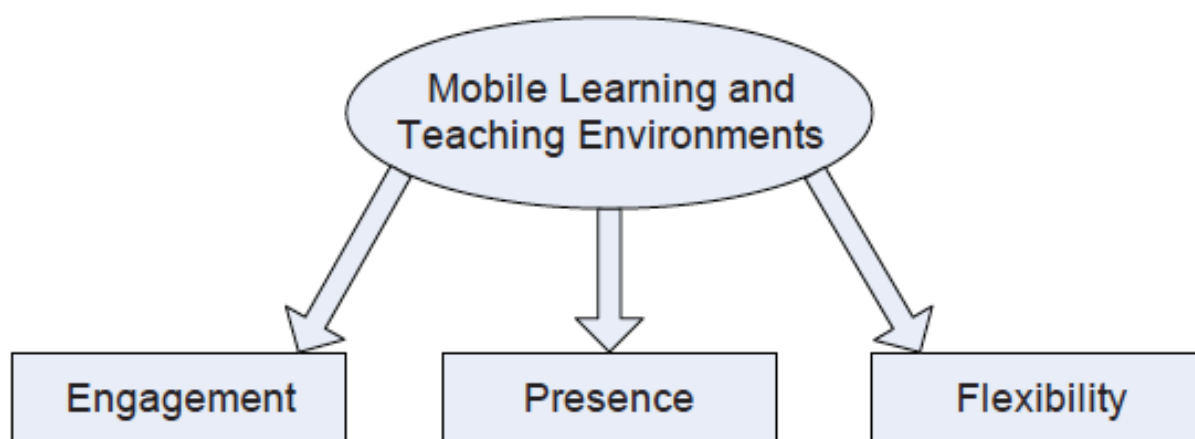 Mobile Learning and
Teaching Environments
Engagement
Presence
Flexibility